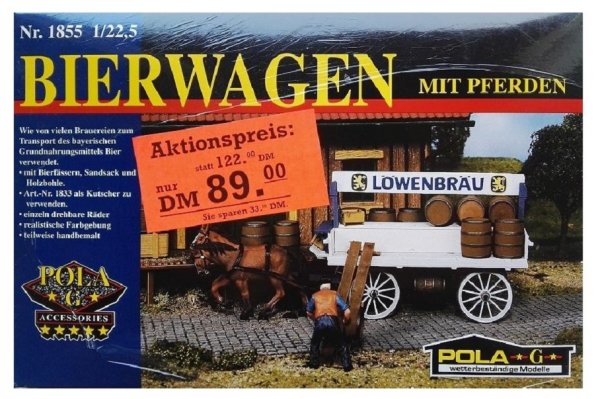 Nr. 1855 1/22,5
BIERWAGEN MIT PFERDEN
Wie von vielen Brauereien zum
Transport des bayerischen
Grundnahrungsmittels Bier
verwendet.
• mit Bierfässern, Sandsack und
Holzbohle.
• Art.-Nr. 1833 als Kutscher zu
verwenden.
• einzeln drehbare Räder
• realistische Farbgebung
• teilweise handbemalt
Aktionspreis:
statt 122.00 DM
nur
DM 89.00
Sie sparen 33.00 DM.
LÖWENBRÄU
POLA
G
ACCESSORIES
POLA G
wetterbeständige Modelle